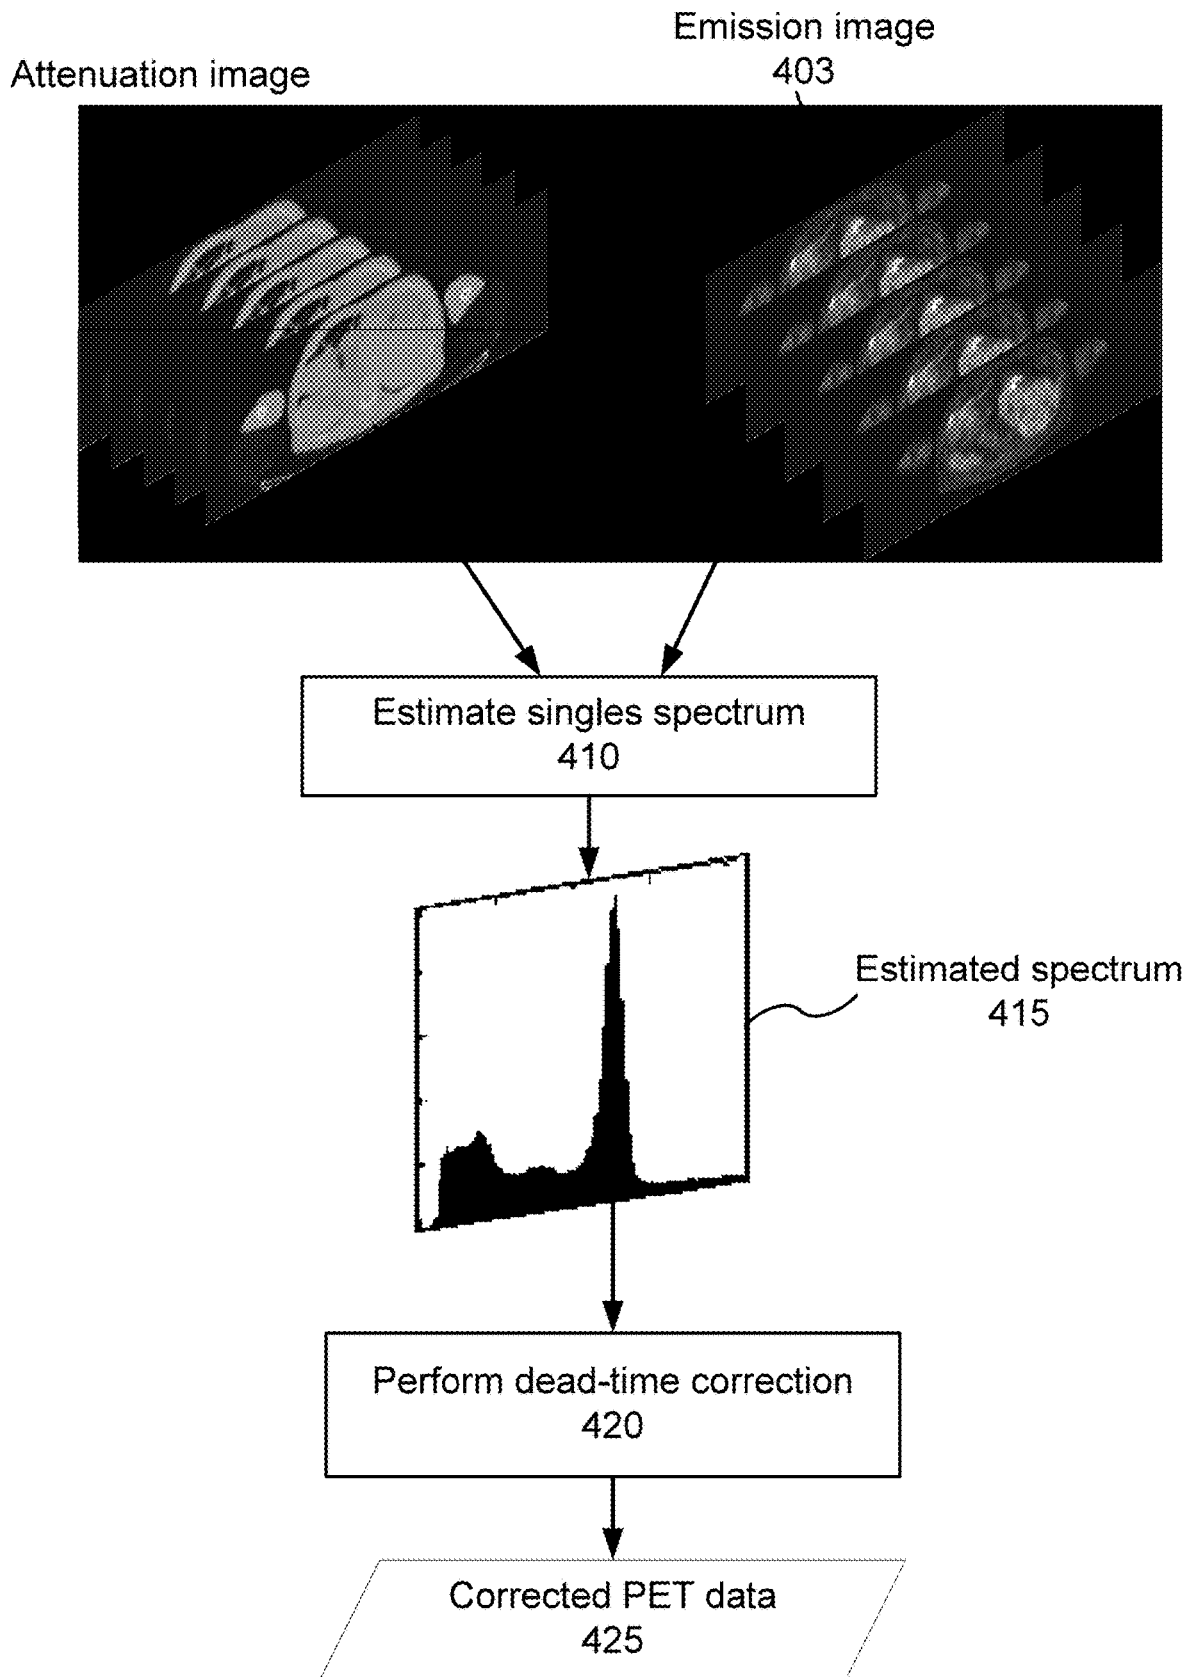 Emission image
403
Attenuation image
Estimate singles spectrum
410
Estimated spectrum
415
Perform dead-time correction
420
Corrected PET data
425